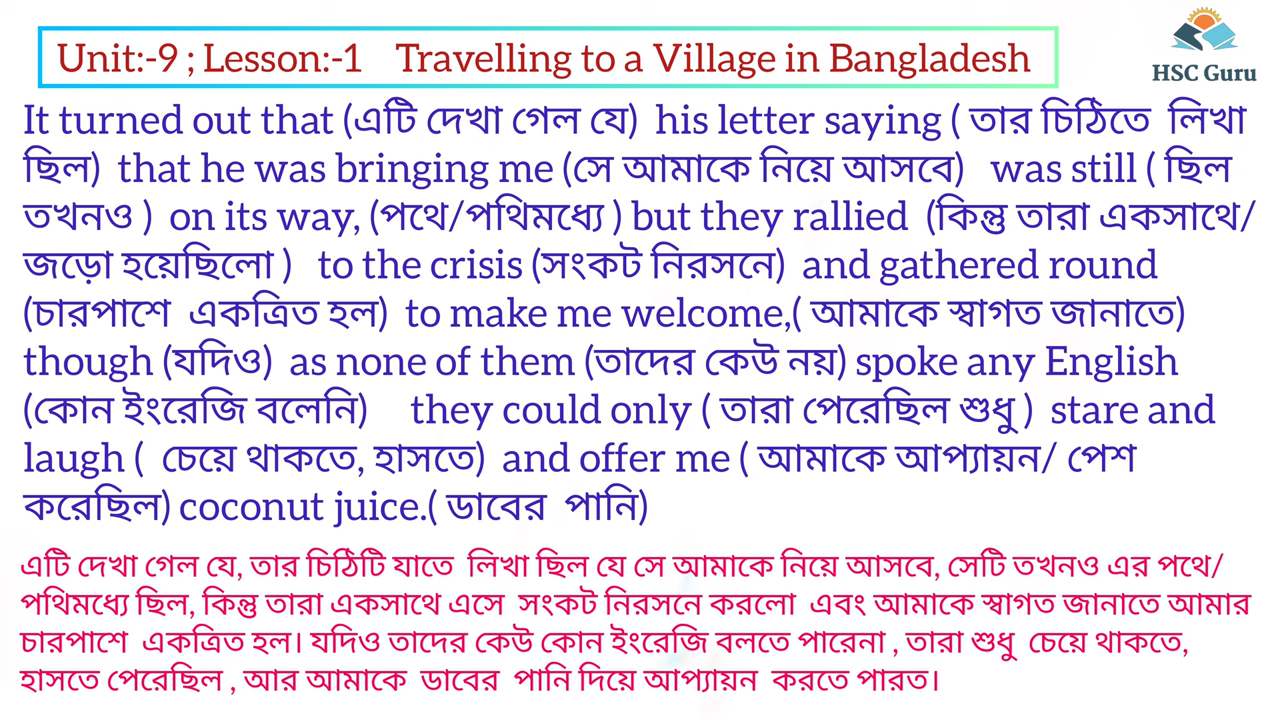 Unit:-9 ; Lesson:-1 Travelling to a Village in Bangladesh
HSC Guru
It turned out that (এটি দেখা গেল যে) his letter saying ( তার চিঠিতে লিখা
ছিল) that he was bringing me (সে আমাকে নিয়ে আসবে) was still ( ছিল
তখনও ) on its way, (পথে/পথিমধ্যে ) but they rallied (কিন্তু তারা একসাথে/
জড়ো হয়েছিলো ) to the crisis (সংকট নিরসনে) and gathered round
(চারপাশে একত্রিত হল) to make me welcome,( আমাকে স্বাগত জানাতে)
though (যদিও) as none of them (তাদের কেউ নয়) spoke any English
(কোন ইংরেজি বলেনি) they could only ( তারা পেরেছিল শুধু ) stare and
laugh ( চেয়ে থাকতে, হাসতে) and offer me ( আমাকে আপ্যায়ন/ পেশ
করেছিল) coconut juice.( ডাবের পানি)
এটি দেখা গেল যে, তার চিঠিটি যাতে লিখা ছিল যে সে আমাকে নিয়ে আসবে, সেটি তখনও এর পথে/
পথিমধ্যে ছিল, কিন্তু তারা একসাথে এসে সংকট নিরসনে করলো এবং আমাকে স্বাগত জানাতে আমার
চারপাশে একত্রিত হল। যদিও তাদের কেউ কোন ইংরেজি বলতে পারেনা , তারা শুধু চেয়ে থাকতে,
হাসতে পেরেছিল , আর আমাকে ডাবের পানি দিয়ে আপ্যায়ন করতে পারত।